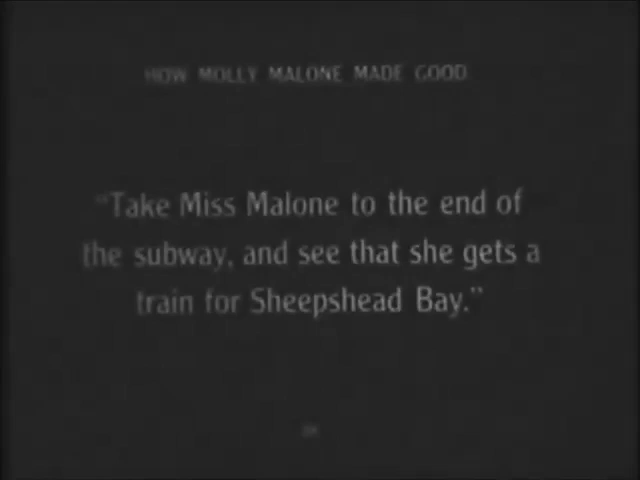 HOW MOLLY MALONE MADE GOOD
"Take Miss Malone to the end of
the subway, and see that she gets a
train for Sheepshead Bay."